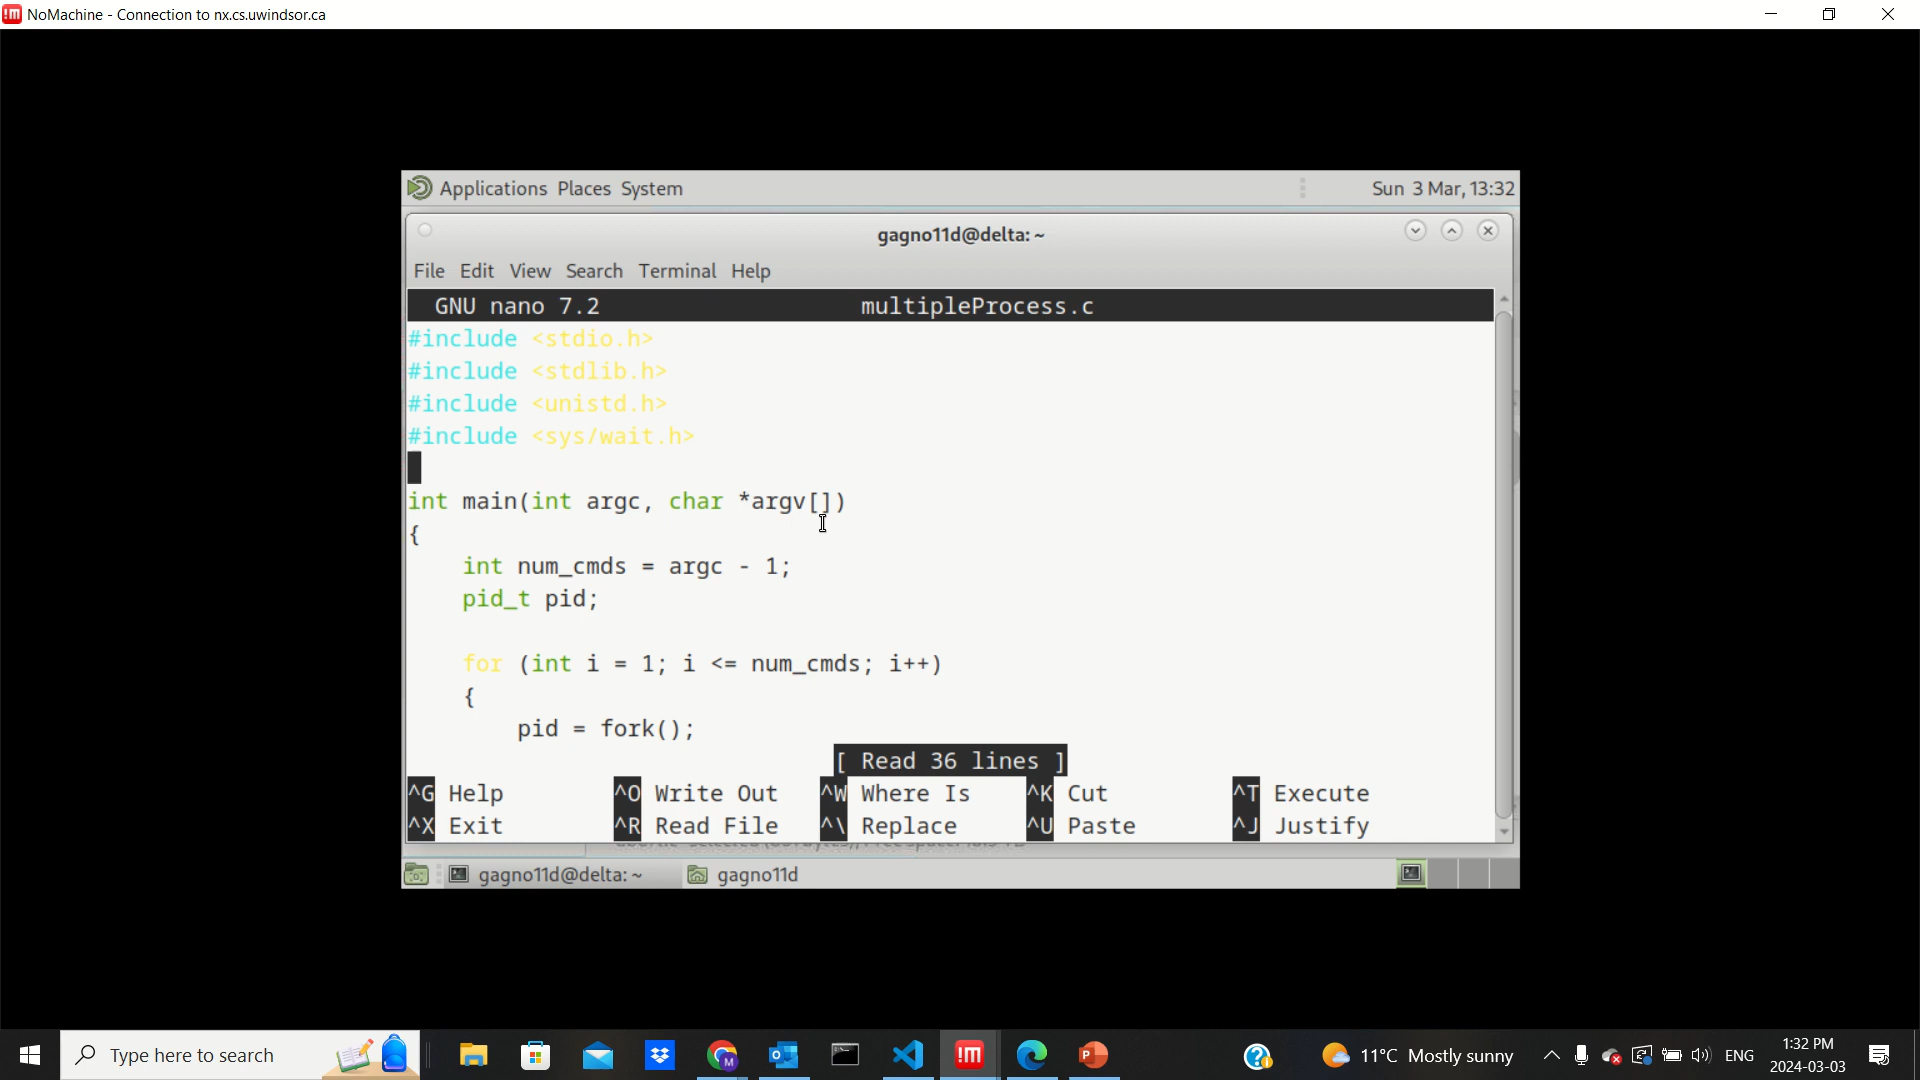 NoMachine - Connection to nx.cs.uwindsor.ca
Applications Places System
Sun 3 Mar, 13:32
gagno11d@delta: ~
File Edit View Search Terminal Help
GNU nano 7.2 multipleProcess.c
#include <stdio.h>
#include <stdlib.h>
#include <unistd.h>
#include <sys/wait.h>
int main(int argc, char *argv[])
{
int num_cmds = argc - 1;
pid_t pid;
for (int i = 1; i <= num_cmds; i++)
{
pid = fork();
[ Read 36 lines ]
^G Help ^O Write Out ^W Where Is ^K Cut ^T Execute
^X Exit ^R Read File ^\ Replace ^U Paste ^J Justify
gagno11d@delta: ~ gagno11d
Type here to search
11°C Mostly sunny
ENG
1:32 PM
2024-03-03